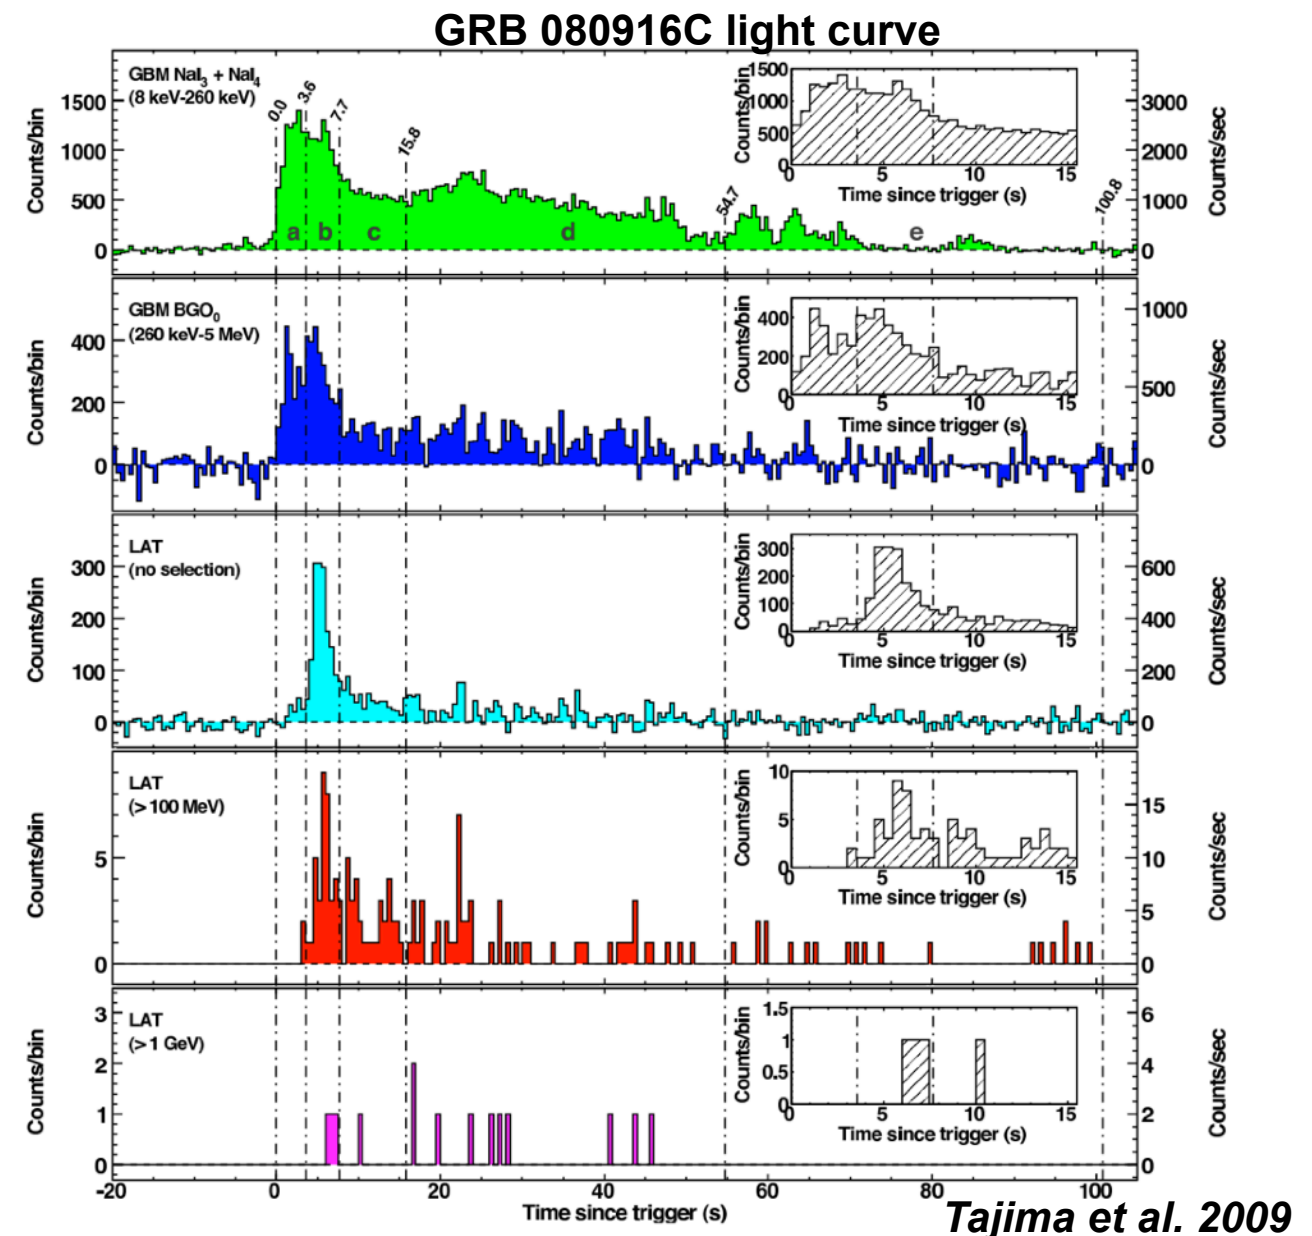 GRB 080916C light curve
GBM NaI₃ + NaI₄
(8 keV-260 keV)
0.0
3.6
7.7
15.8
54.7
100.8
Counts/bin
1500
1000
500
0
Counts/sec
3000
2000
1000
0
a b c d e
Counts/bin
1500
1000
500
0
0 5 10 15
Time since trigger (s)
GBM BGO₀
(260 keV-5 MeV)
Counts/bin
400
200
0
Counts/sec
1000
500
0
Counts/bin
400
200
0
0 5 10 15
Time since trigger (s)
LAT
(no selection)
Counts/bin
300
200
100
0
Counts/sec
600
400
200
0
Counts/bin
300
200
100
0
0 5 10 15
Time since trigger (s)
LAT
(> 100 MeV)
Counts/bin
5
0
Counts/sec
15
10
5
0
Counts/bin
10
5
0
0 5 10 15
Time since trigger (s)
LAT
(> 1 GeV)
Counts/bin
3
2
1
0
Counts/sec
6
4
2
0
Counts/bin
1.5
1
0.5
0
0 5 10 15
Time since trigger (s)
-20 0 20 40 60 80 100
Time since trigger (s)
Tajima et al. 2009